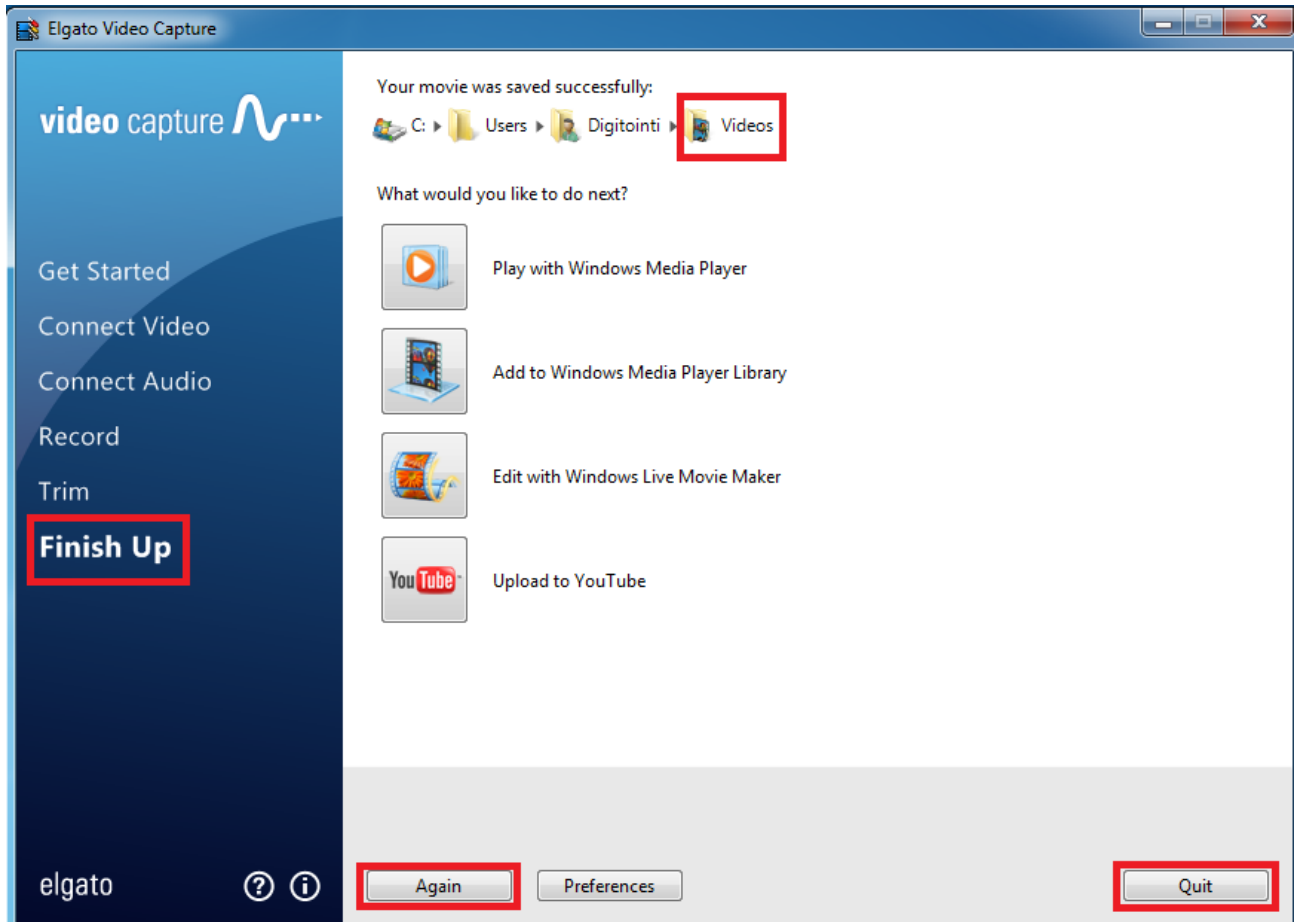 Elgato Video Capture
video capture
Get Started
Connect Video
Connect Audio
Record
Trim
Finish Up
elgato
? i
Your movie was saved successfully:
C: Users Digitointi Videos
What would you like to do next?
Play with Windows Media Player
Add to Windows Media Player Library
Edit with Windows Live Movie Maker
YouTube Upload to YouTube
Again Preferences Quit